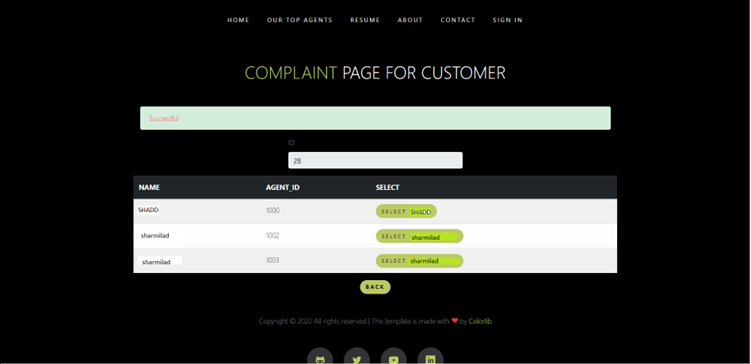 HOME OUR TOP AGENTS RESUME ABOUT CONTACT SIGN IN
COMPLAINT PAGE FOR CUSTOMER
Successful
ID
28
NAME AGENT_ID SELECT
SHADD 1000 SELECT SHADD
sharmilad 1002 SELECT sharmilad
sharmilad 1003 SELECT sharmilad
BACK
Copyright © 2022 All rights reserved | This template is made with ❤ by Colorlib